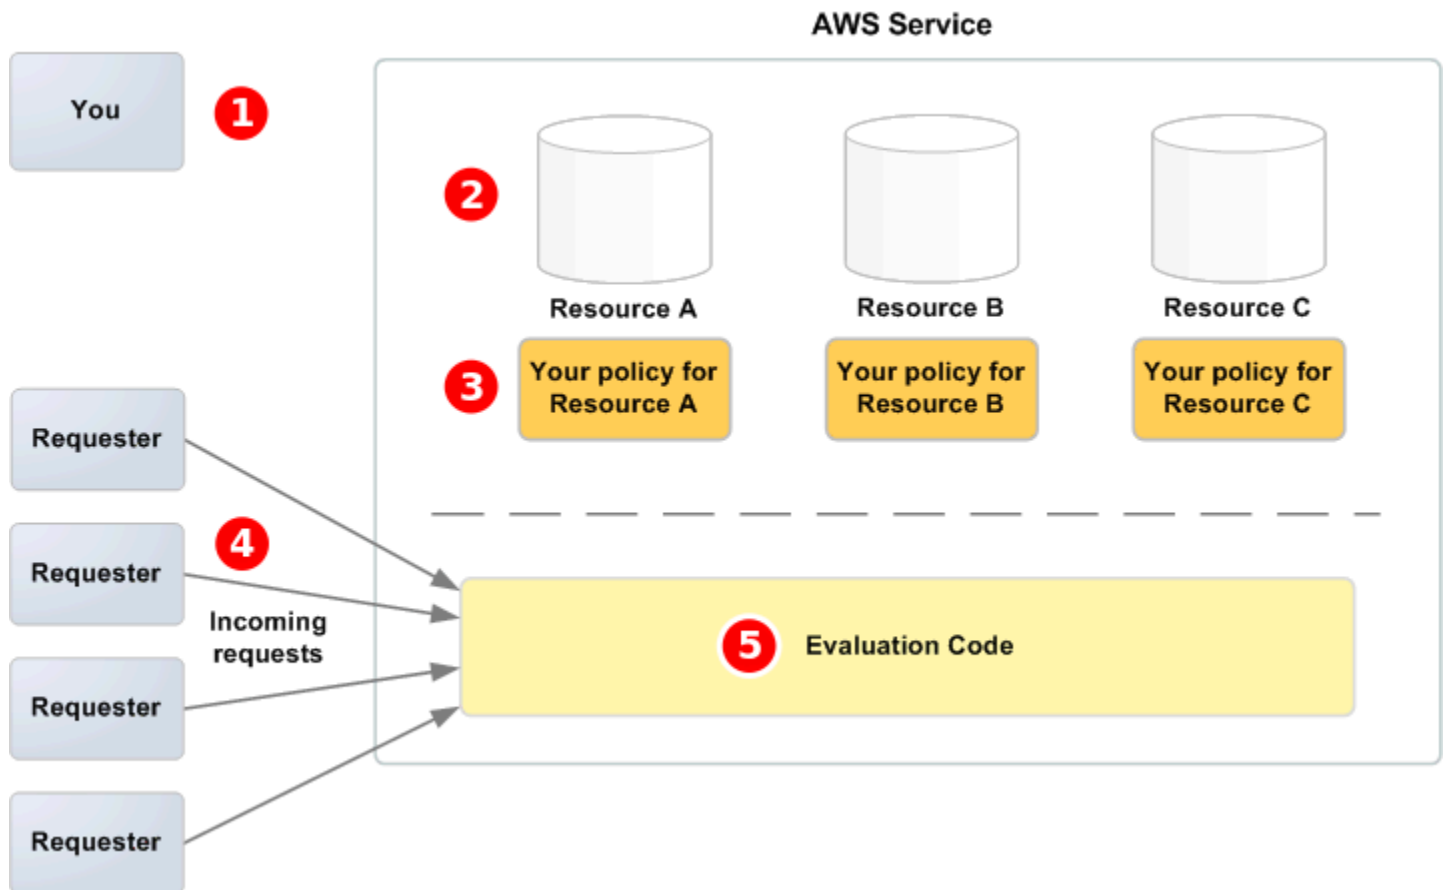 AWS Service
You
1
2
Resource A
Resource B
Resource C
3
Your policy for
Resource A
Your policy for
Resource B
Your policy for
Resource C
Requester
Requester
4
Incoming
requests
Requester
Requester
5
Evaluation Code